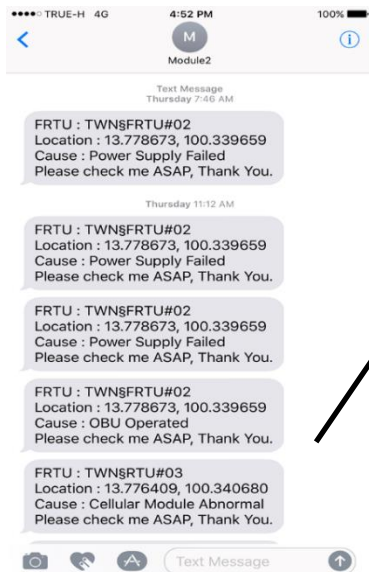 TRUE-H 4G 4:52 PM 100%
M
Module2
Text Message
Thursday 7:46 AM
FRTU : TWN§FRTU#02
Location : 13.778673, 100.339659
Cause : Power Supply Failed
Please check me ASAP, Thank You.
Thursday 11:12 AM
FRTU : TWN§FRTU#02
Location : 13.778673, 100.339659
Cause : Power Supply Failed
Please check me ASAP, Thank You.
FRTU : TWN§FRTU#02
Location : 13.778673, 100.339659
Cause : Power Supply Failed
Please check me ASAP, Thank You.
FRTU : TWN§FRTU#02
Location : 13.778673, 100.339659
Cause : OBU Operated
Please check me ASAP, Thank You.
FRTU : TWN§RTU#03
Location : 13.776409, 100.340680
Cause : Cellular Module Abnormal
Please check me ASAP, Thank You.
Text Message